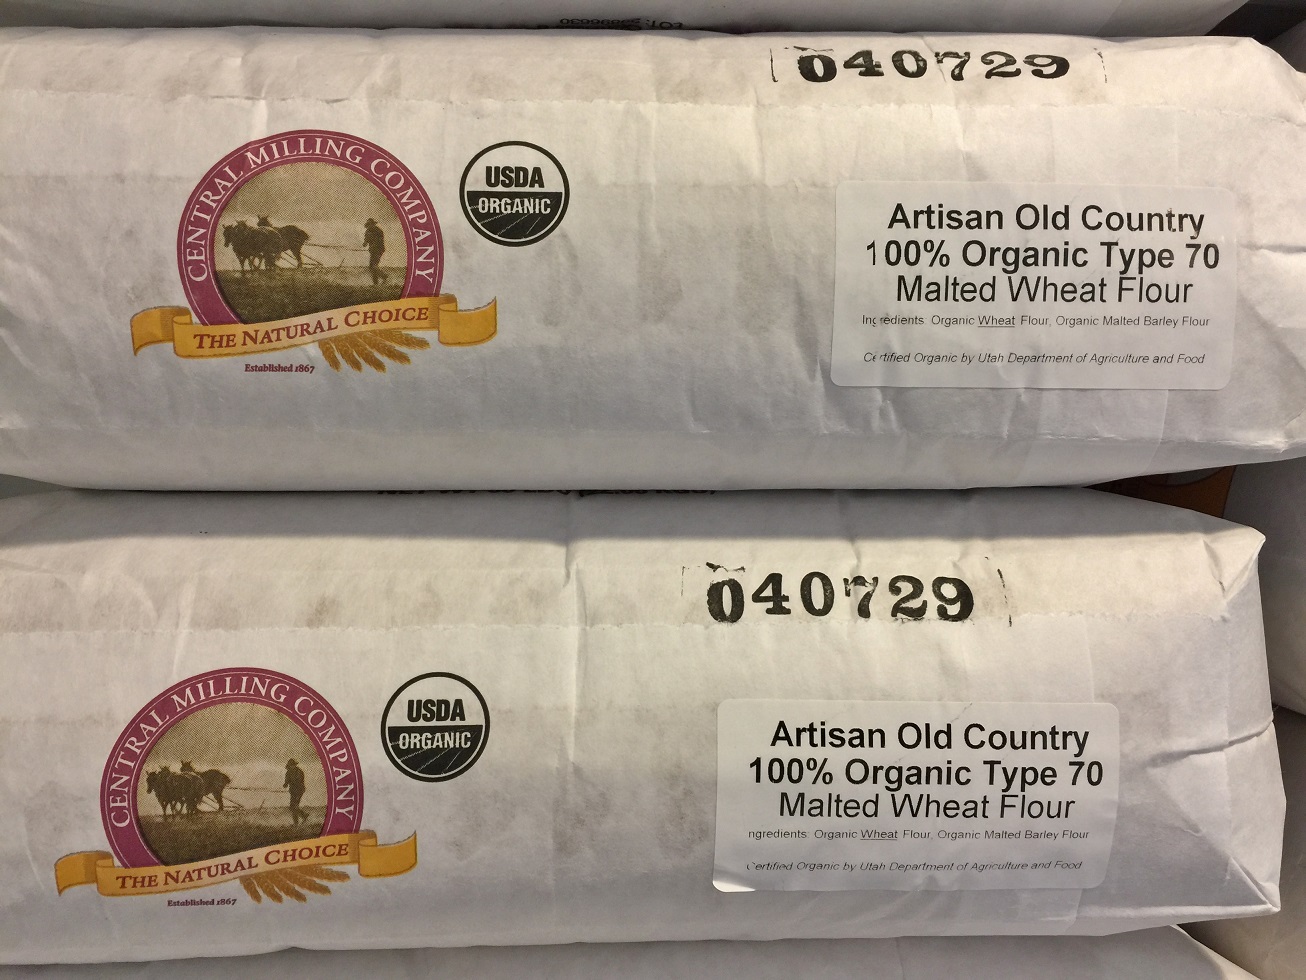 040729
CENTRAL MILLING COMPANY
THE NATURAL CHOICE
Established 1867
USDA
ORGANIC
Artisan Old Country
100% Organic Type 70
Malted Wheat Flour
Ingredients: Organic Wheat Flour, Organic Malted Barley Flour
Certified Organic by Utah Department of Agriculture and Food
040729
CENTRAL MILLING COMPANY
THE NATURAL CHOICE
Established 1867
USDA
ORGANIC
Artisan Old Country
100% Organic Type 70
Malted Wheat Flour
ngredients: Organic Wheat Flour, Organic Malted Barley Flour
Certified Organic by Utah Department of Agriculture and Food